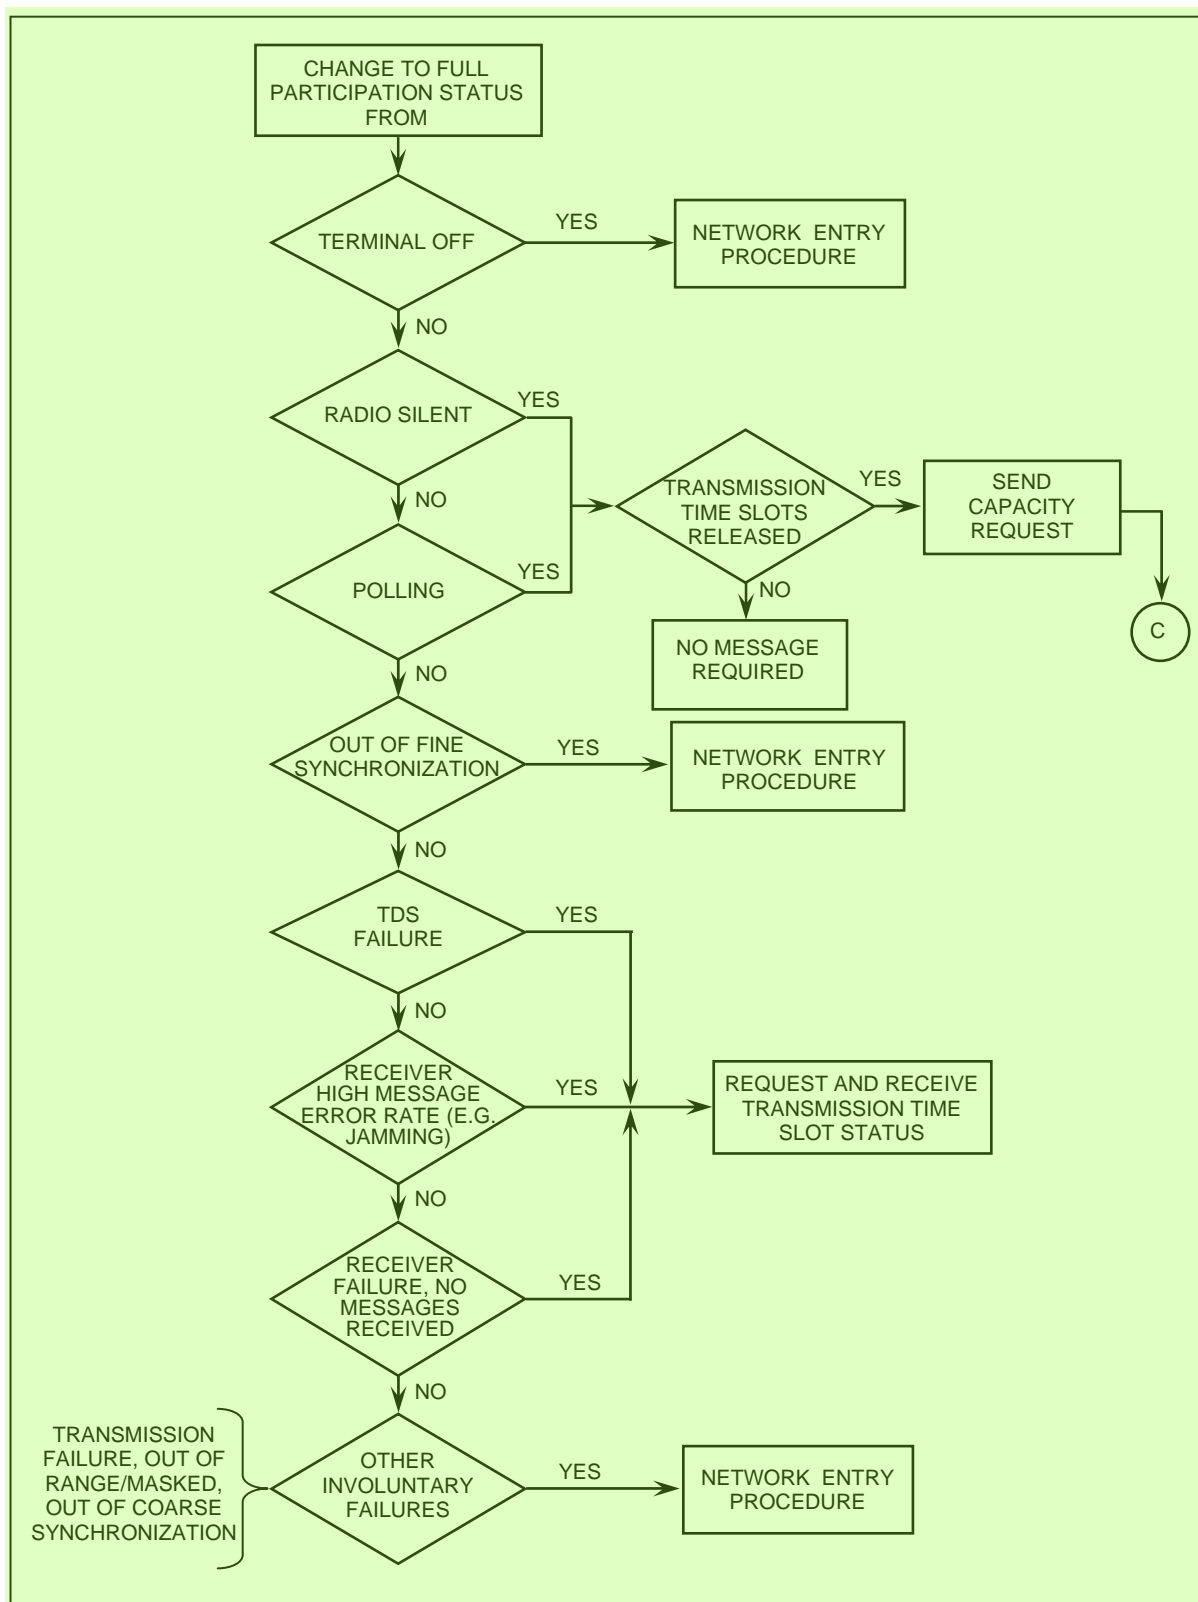 CHANGE TO FULL
PARTICIPATION STATUS
FROM
TERMINAL OFF
YES
NETWORK ENTRY
PROCEDURE
NO
RADIO SILENT
YES
NO
TRANSMISSION
TIME SLOTS
RELEASED
YES
SEND
CAPACITY
REQUEST
C
NO
NO MESSAGE
REQUIRED
POLLING
YES
NO
OUT OF FINE
SYNCHRONIZATION
YES
NETWORK ENTRY
PROCEDURE
NO
TDS
FAILURE
YES
NO
RECEIVER
HIGH MESSAGE
ERROR RATE (E.G.
JAMMING)
YES
REQUEST AND RECEIVE
TRANSMISSION TIME
SLOT STATUS
NO
RECEIVER
FAILURE, NO
MESSAGES
RECEIVED
YES
NO
TRANSMISSION
FAILURE, OUT OF
RANGE/MASKED,
OUT OF COARSE
SYNCHRONIZATION
OTHER
INVOLUNTARY
FAILURES
YES
NETWORK ENTRY
PROCEDURE